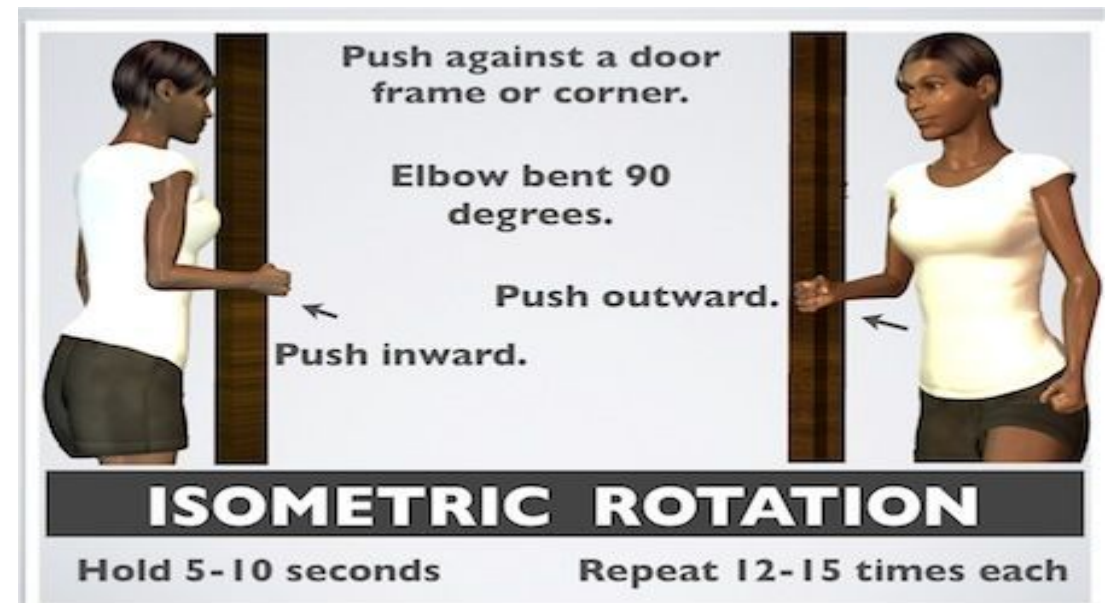 Push against a door
frame or corner.
Elbow bent 90
degrees.
Push outward.
Push inward.
ISOMETRIC ROTATION
Hold 5-10 seconds
Repeat 12-15 times each